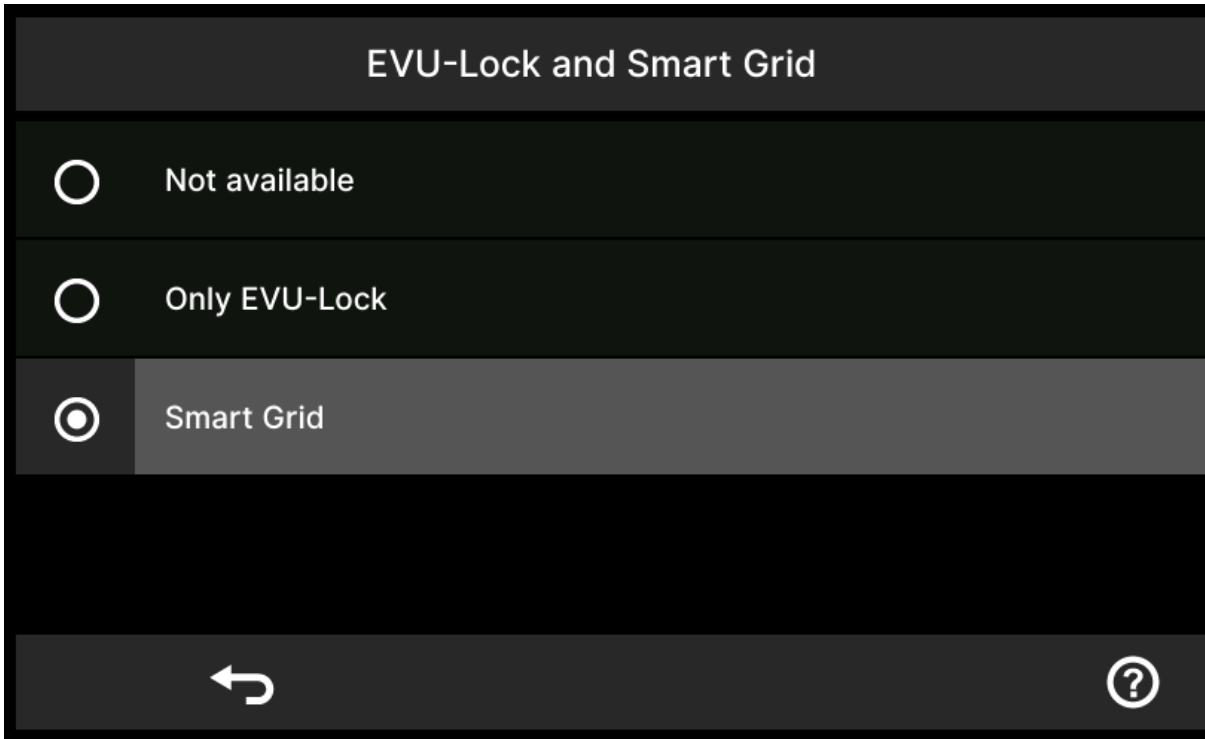 EVU-Lock and Smart Grid
Not available
Only EVU-Lock
Smart Grid
?